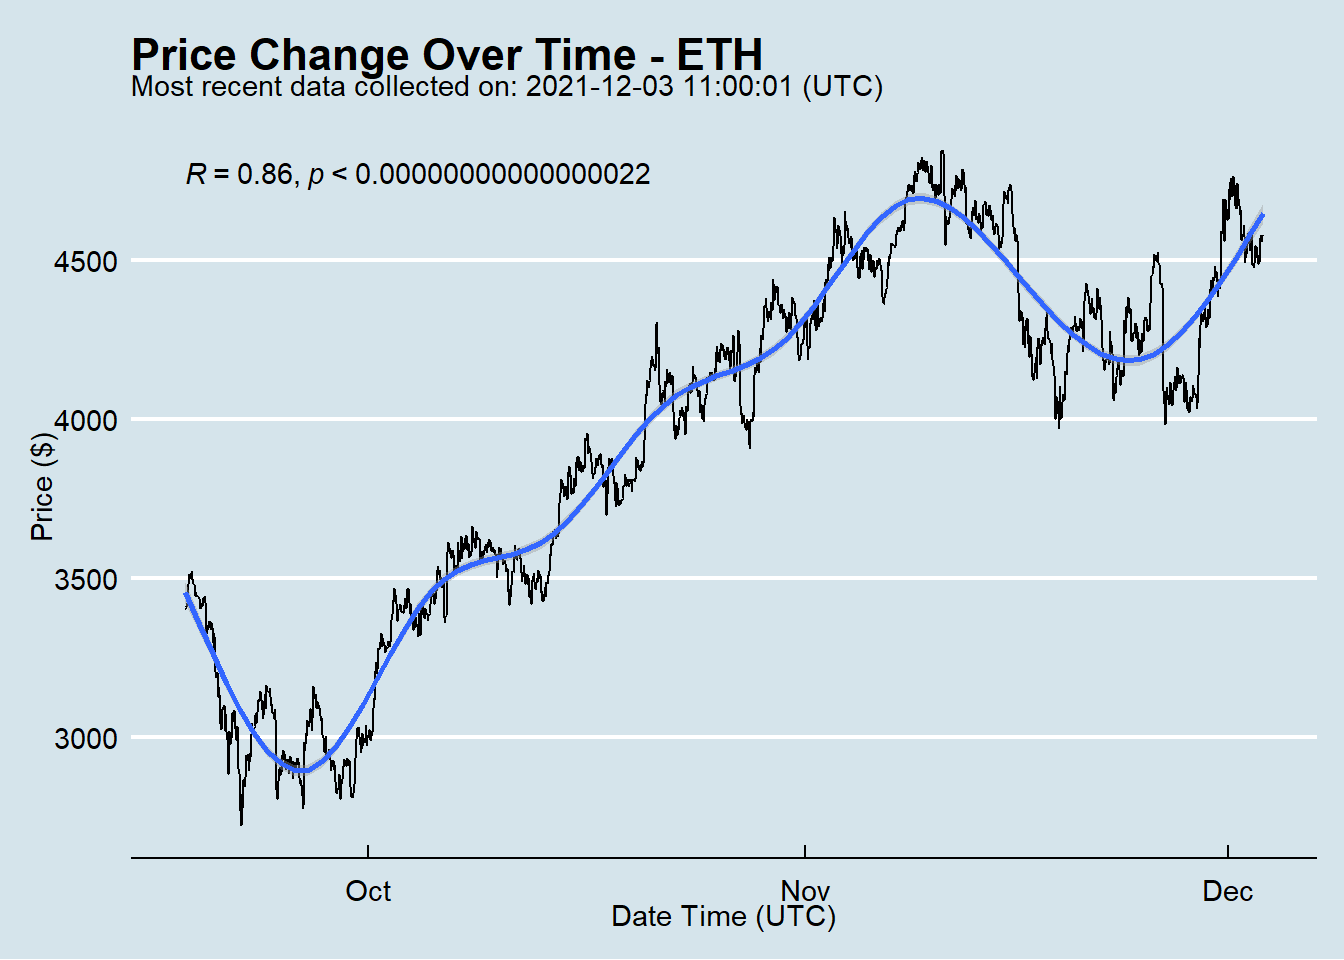 Price Change Over Time - ETH
Most recent data collected on: 2021-12-03 11:00:01 (UTC)
R = 0.86, p < 0.00000000000000022
4500
4000
3500
3000
Price ($)
Oct Nov Dec
Date Time (UTC)